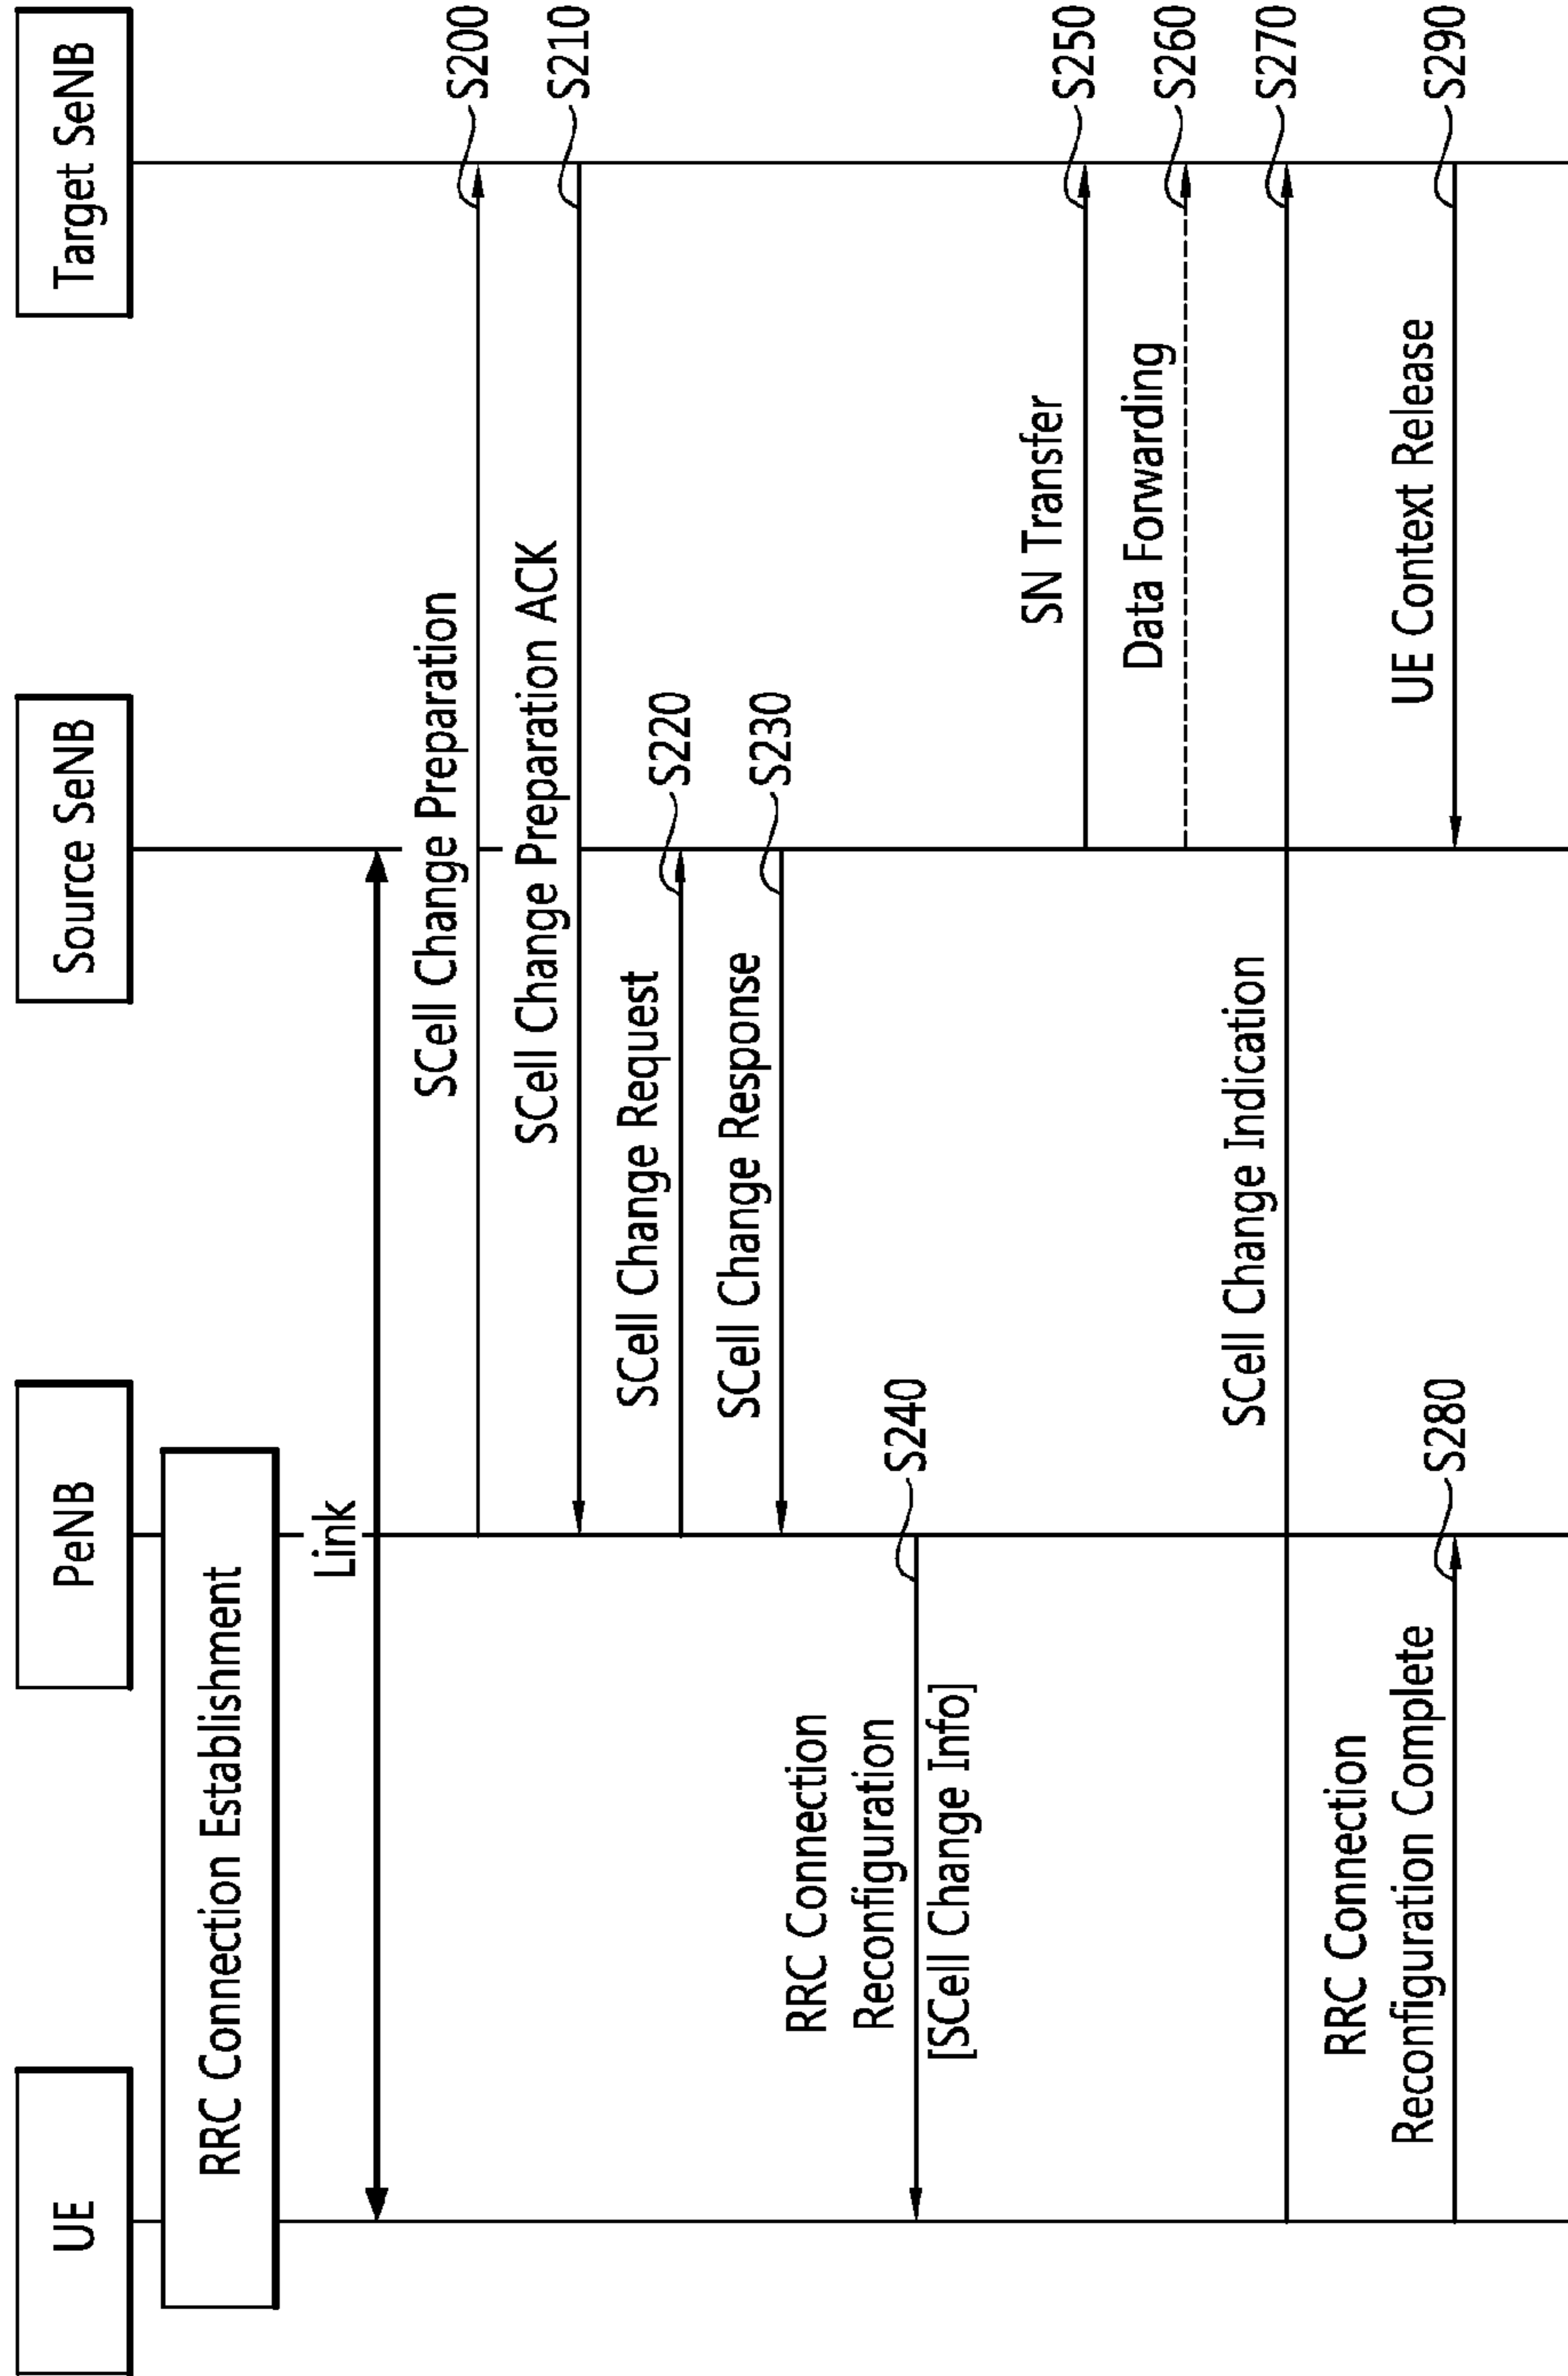 UE
PeNB
Source SeNB
Target SeNB
RRC Connection Establishment
Link
SCell Change Preparation
S200
SCell Change Preparation ACK
S210
SCell Change Request
S220
SCell Change Response
S230
RRC Connection
Reconfiguration
[SCell Change Info]
S240
SN Transfer
S250
Data Forwarding
S260
SCell Change Indication
S270
RRC Connection
Reconfiguration Complete
S280
UE Context Release
S290